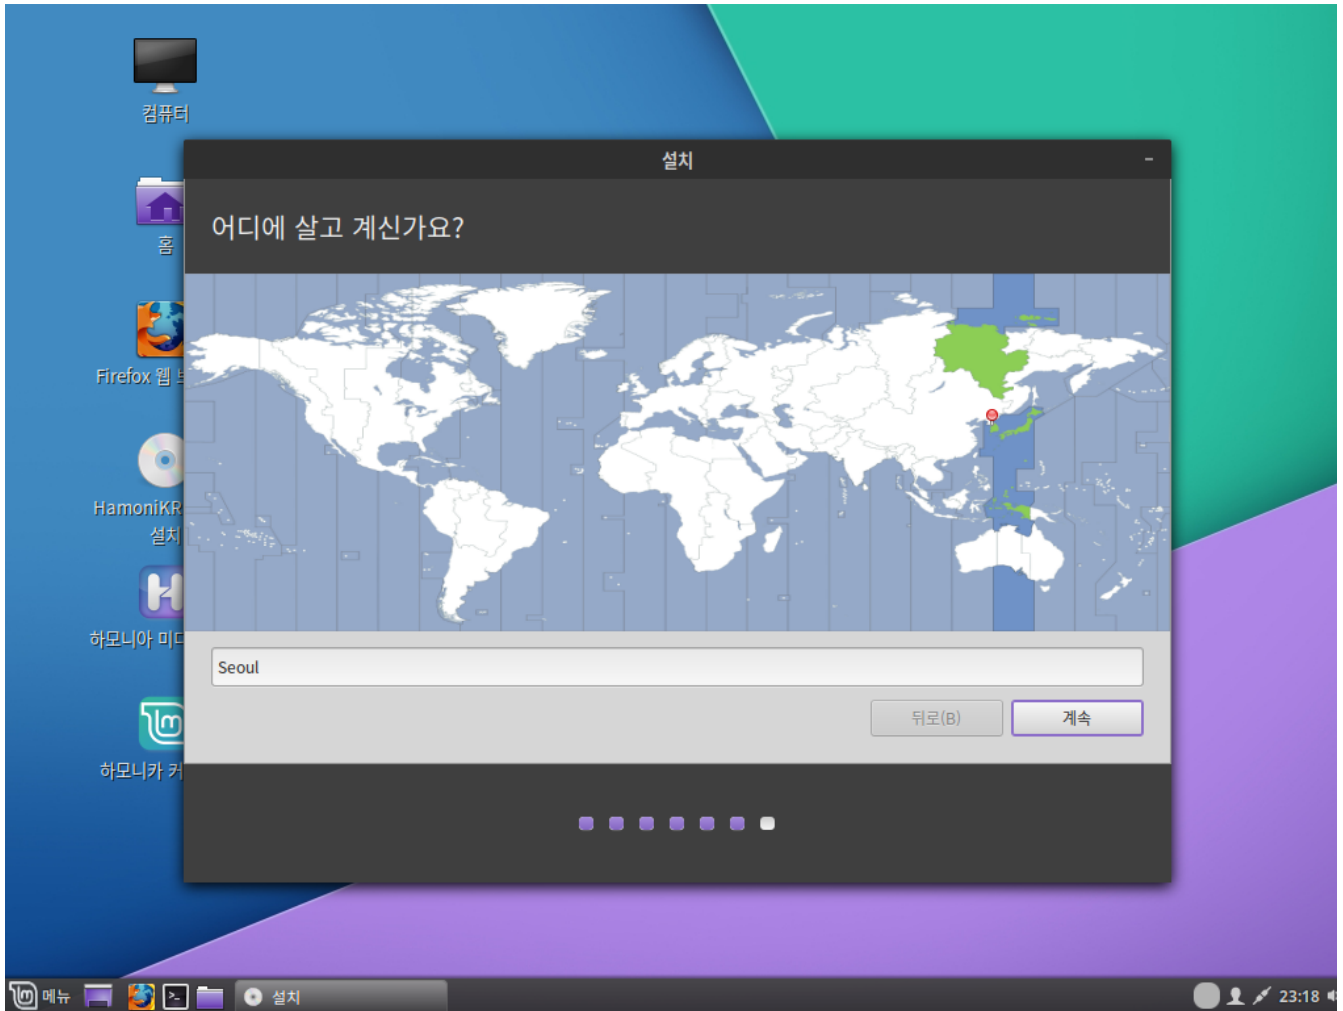 컴퓨터
홈
Firefox 웹
HamoniKR
설치
하모니아 미디
하모니카 커
설치
어디에 살고 계신가요?
Seoul
뒤로(B)
계속
메뉴
설치
23:18